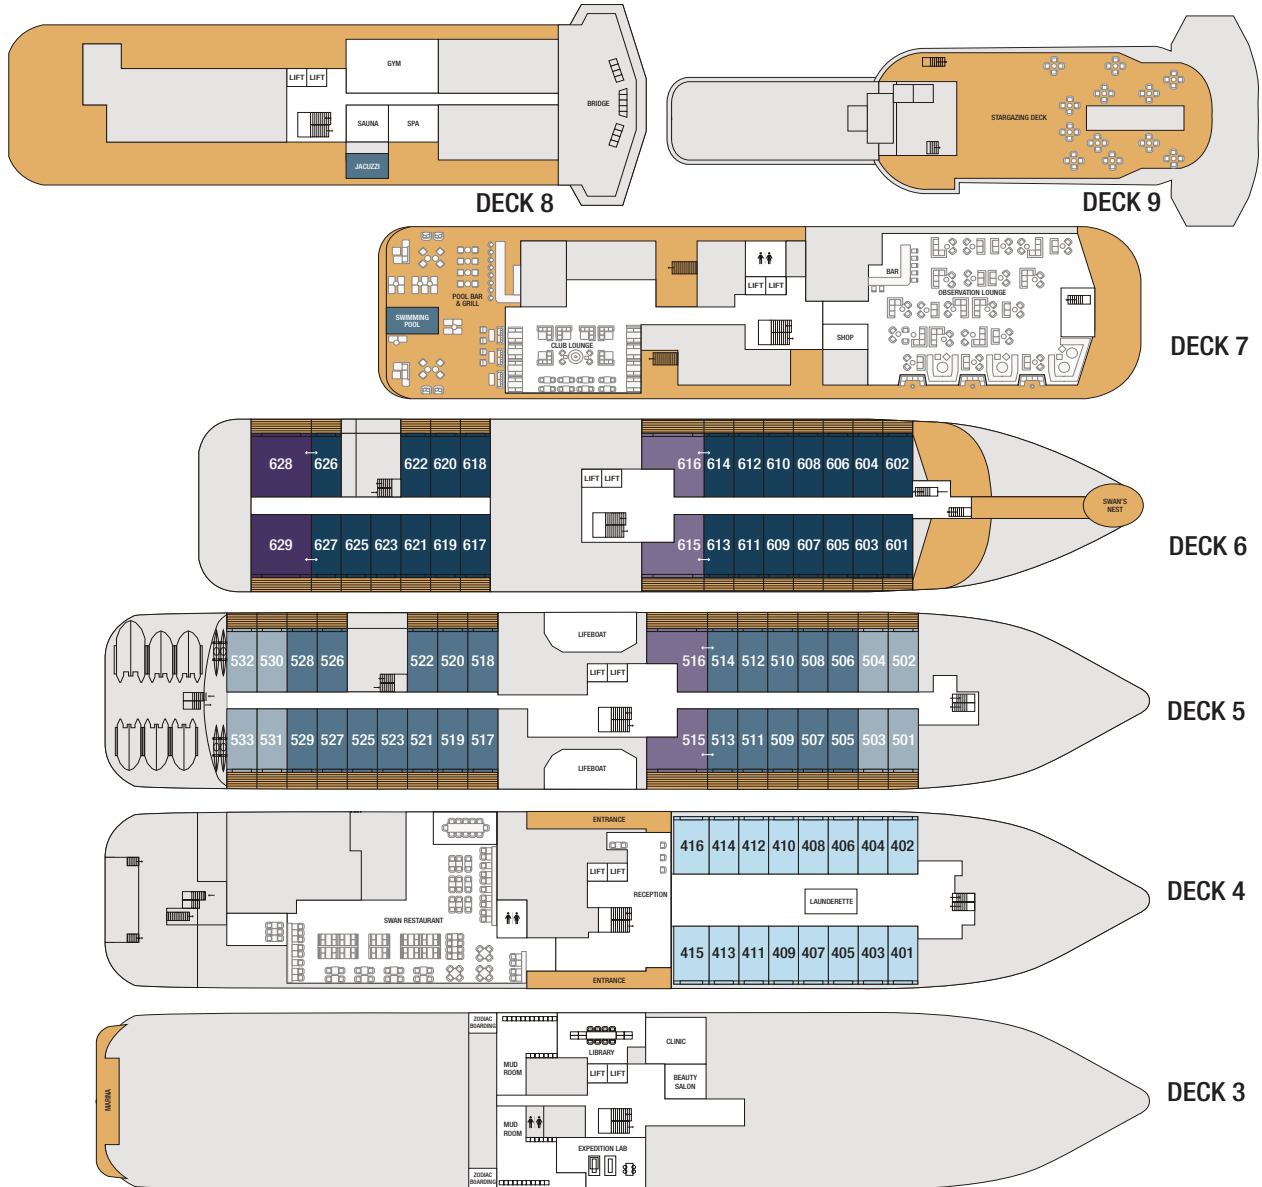 GYM
LIFT LIFT
SAUNA SPA
BRIDGE
JACUZZI
DECK 8
STARGAZING DECK
DECK 9
BAR
LIFT LIFT
OBSERVATION LOUNGE
POOL BAR
& GRILL
SWIMMING
POOL
CLUB LOUNGE
SHOP
DECK 7
628 626 622 620 618 616 614 612 610 608 606 604 602
LIFT LIFT
SWAN'S
NEST
629 627 625 623 621 619 617 615 613 611 609 607 605 603 601
DECK 6
LIFEBOAT
532 530 528 526 522 520 518 516 514 512 510 508 506 504 502
LIFT LIFT
533 531 529 527 525 523 521 519 517 515 513 511 509 507 505 503 501
LIFEBOAT
DECK 5
ENTRANCE
416 414 412 410 408 406 404 402
LIFT LIFT
RECEPTION
LAUNDERETTE
SWAN RESTAURANT
415 413 411 409 407 405 403 401
ENTRANCE
DECK 4
ZODIAC
BOARDING
LIBRARY
CLINIC
MUD
ROOM
LIFT LIFT
BEAUTY
SALON
MARINA
MUD
ROOM
EXPEDITION LAB
ZODIAC
BOARDING
DECK 3